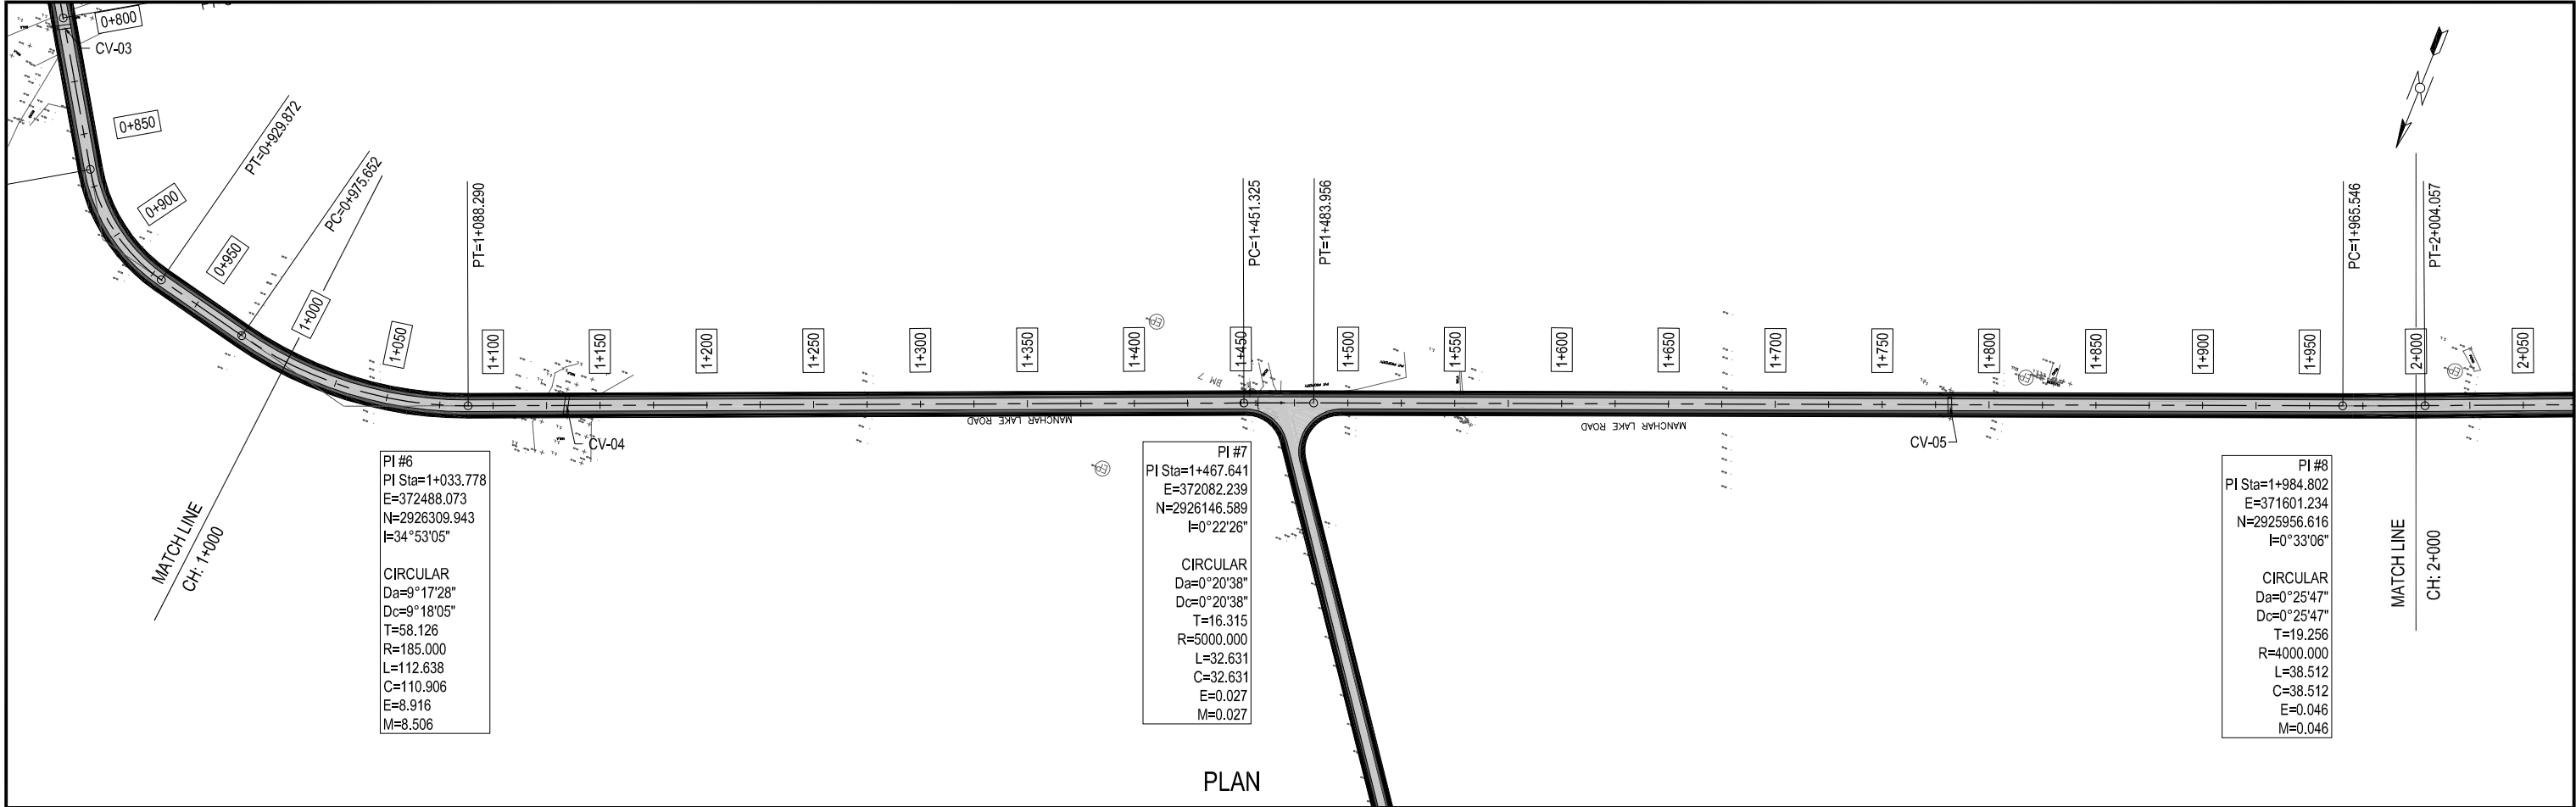 0+800
CV-03
0+850
0+900
PT=0+929.872
0+950
PC=0+975.652
1+000
MATCH LINE
CH: 1+000
1+050
PT=1+088.290
1+100
1+150
1+200
1+250
1+300
1+350
1+400
1+450
PC=1+451.325
PT=1+483.956
1+500
1+550
1+600
1+650
1+700
1+750
1+800
1+850
1+900
1+950
PC=1+965.546
2+000
PT=2+004.057
2+050
EP
BM 7
EP
EP
CV-04
MANCHAR LAKE ROAD
MANCHAR LAKE ROAD
CV-05
EP
PI #6
PI Sta=1+033.778
E=372488.073
N=2926309.943
I=34°53'05"
CIRCULAR
Da=9°17'28"
Dc=9°18'05"
T=58.126
R=185.000
L=112.638
C=110.906
E=8.916
M=8.506
PI #7
PI Sta=1+467.641
E=372082.239
N=2926146.589
I=0°22'26"
CIRCULAR
Da=0°20'38"
Dc=0°20'38"
T=16.315
R=5000.000
L=32.631
C=32.631
E=0.027
M=0.027
PI #8
PI Sta=1+984.802
E=371601.234
N=2925956.616
I=0°33'06"
CIRCULAR
Da=0°25'47"
Dc=0°25'47"
T=19.256
R=4000.000
L=38.512
C=38.512
E=0.046
M=0.046
MATCH LINE
CH: 2+000
PLAN